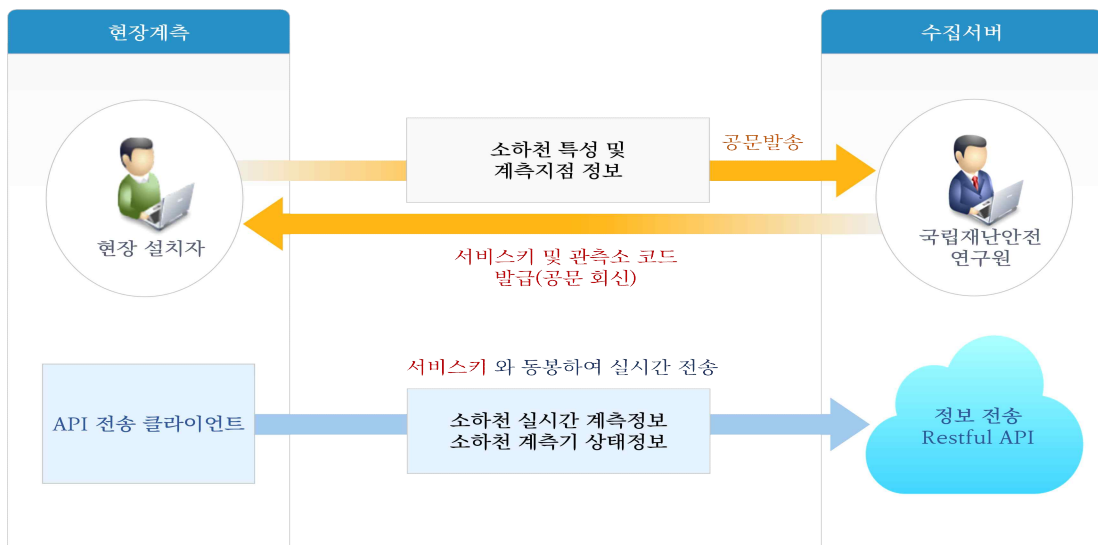 현장계측
수집서버
소하천 특성 및
계측지점 정보
공문발송
현장 설치자
국립재난안전
연구원
서비스키 및 관측소 코드
발급(공문 회신)
서비스키 와 동봉하여 실시간 전송
API 전송 클라이언트
소하천 실시간 계측정보
소하천 계측기 상태정보
정보 전송
Restful API